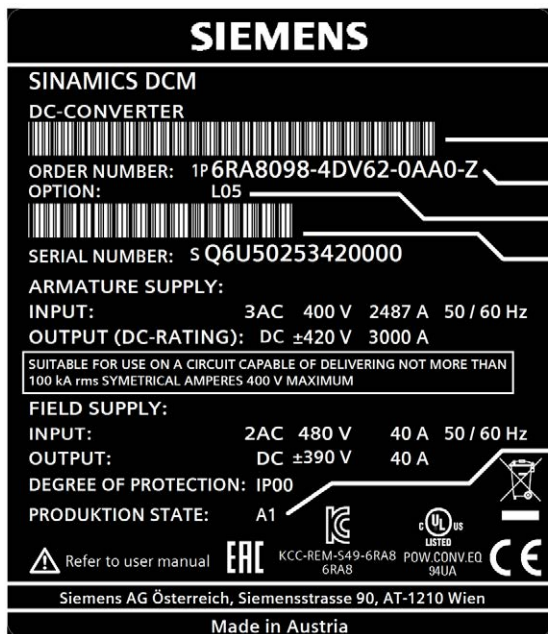 SIEMENS
SINAMICS DCM
DC-CONVERTER
ORDER NUMBER: 1P 6RA8098-4DV62-0AA0-Z
OPTION: L05
SERIAL NUMBER: S Q6U50253420000
ARMATURE SUPPLY:
INPUT: 3AC 400 V 2487 A 50 / 60 Hz
OUTPUT (DC-RATING): DC ±420 V 3000 A
SUITABLE FOR USE ON A CIRCUIT CAPABLE OF DELIVERING NOT MORE THAN
100 kA rms SYMETRICAL AMPERES 400 V MAXIMUM
FIELD SUPPLY:
INPUT: 2AC 480 V 40 A 50 / 60 Hz
OUTPUT: DC ±390 V 40 A
DEGREE OF PROTECTION: IP00
PRODUKTION STATE: A1
C UL US
LISTED
Refer to user manual EAC KCC-REM-S49-6RA8 POW.CONV.EQ CE
6RA8 94UA
Siemens AG Österreich, Siemensstrasse 90, AT-1210 Wien
Made in Austria